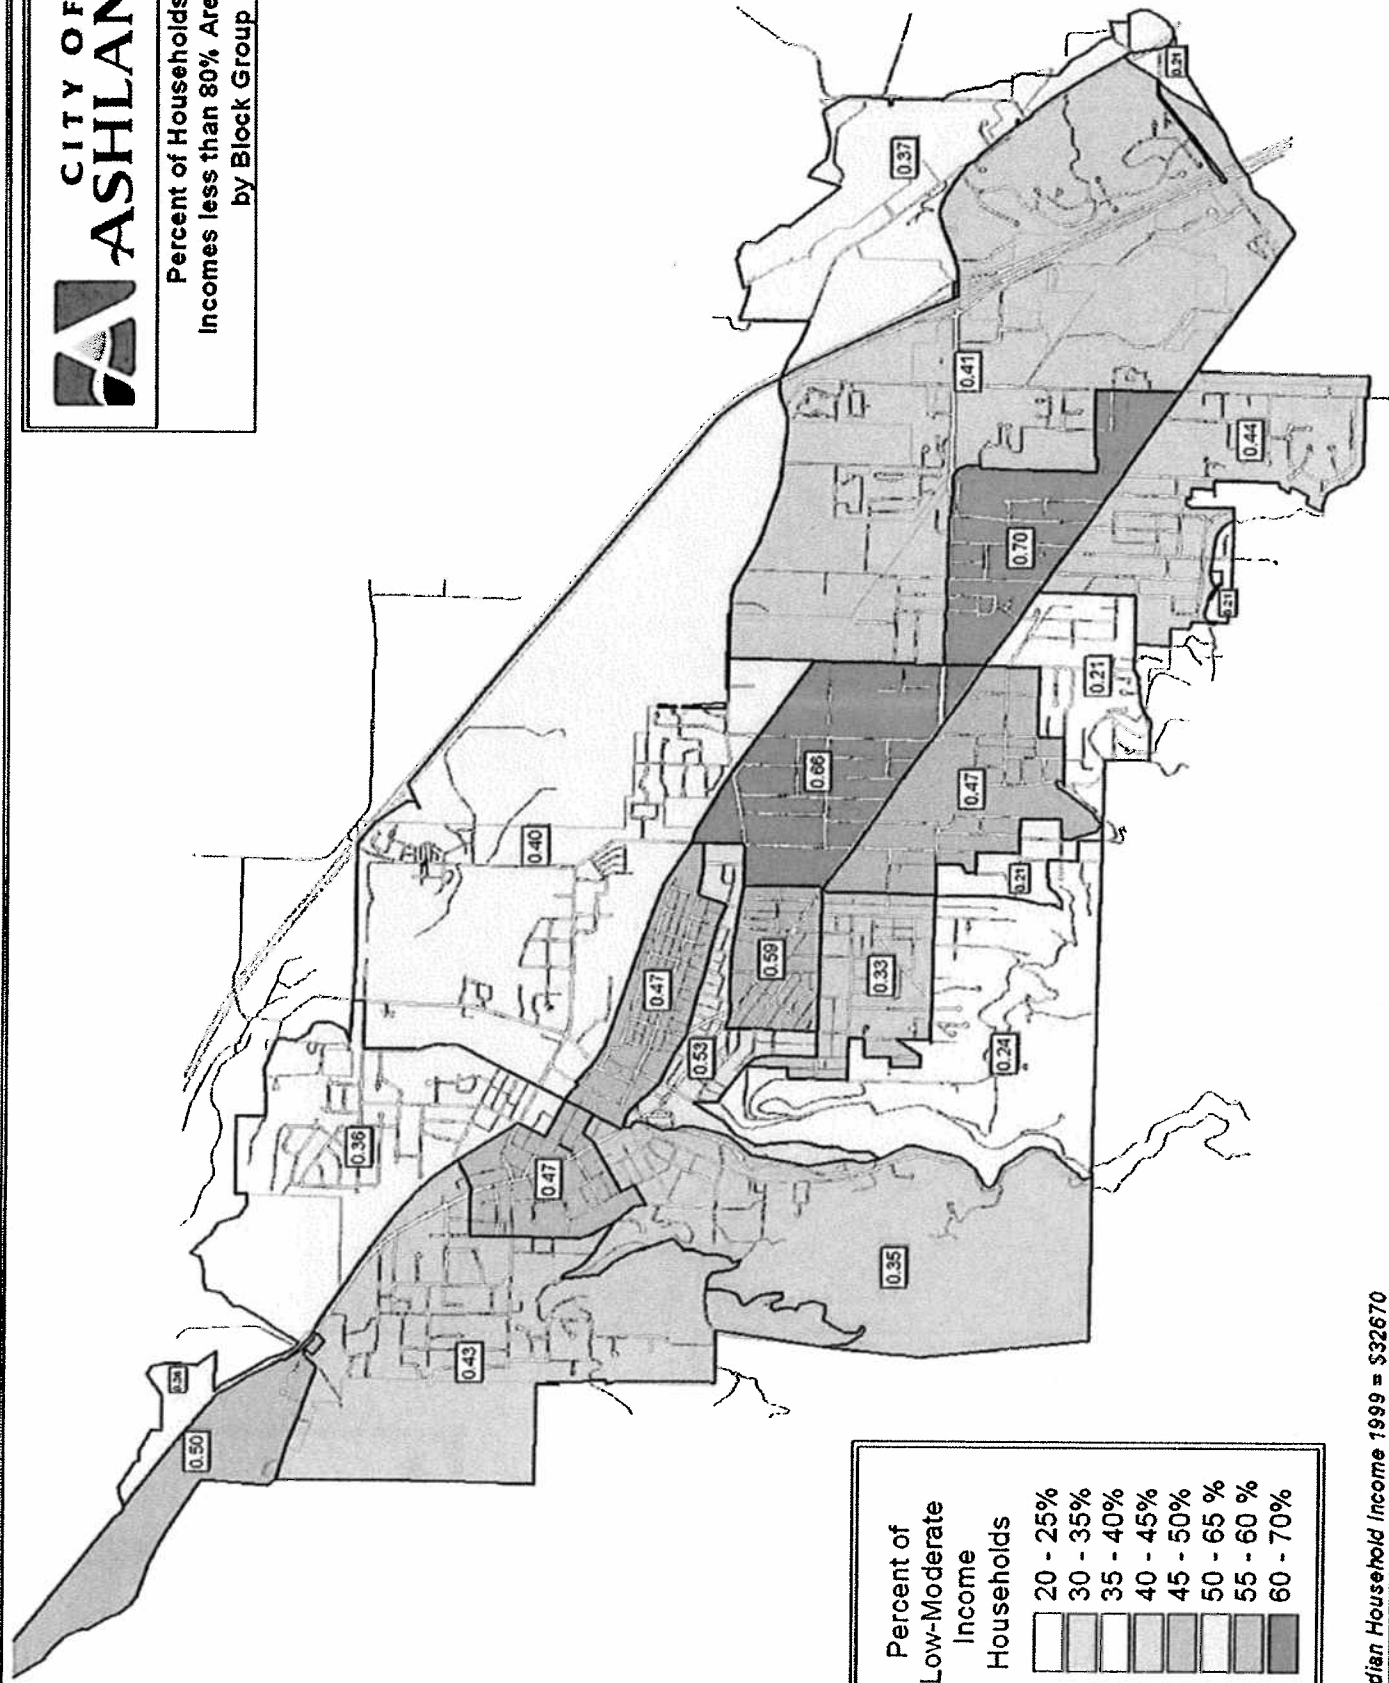 CITY OF
ASHLAN
Percent of Households
Incomes less than 80% Are
by Block Group
0.21
0.37
0.41
0.44
0.70
0.21
0.21
0.66
0.47
0.40
0.21
0.59
0.47
0.33
0.53
0.24
0.36
0.47
0.35
0.43
0.50
Percent of
Low-Moderate
Income
Households
20 - 25%
30 - 35%
35 - 40%
40 - 45%
45 - 50%
50 - 65 %
55 - 60 %
60 - 70%
dian Household Income 1999 = $32670